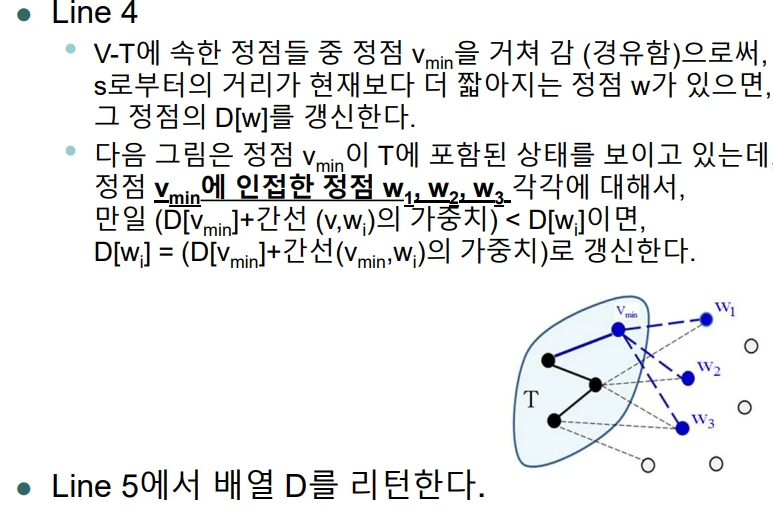 Line 4
V-T에 속한 정점들 중 정점 vmin을 거쳐 감 (경유함)으로써,
s로부터의 거리가 현재보다 더 짧아지는 정점 w가 있으면,
그 정점의 D[w]를 갱신한다.
다음 그림은 정점 vmin이 T에 포함된 상태를 보이고 있는데,
정점 vmin에 인접한 정점 w1, w2, w3 각각에 대해서,
만일 (D[vmin]+간선 (v,wi)의 가중치) < D[wi]이면,
D[wi] = (D[vmin]+간선(vmin,wi)의 가중치)로 갱신한다.
vmin
w1
w2
T
w3
Line 5에서 배열 D를 리턴한다.